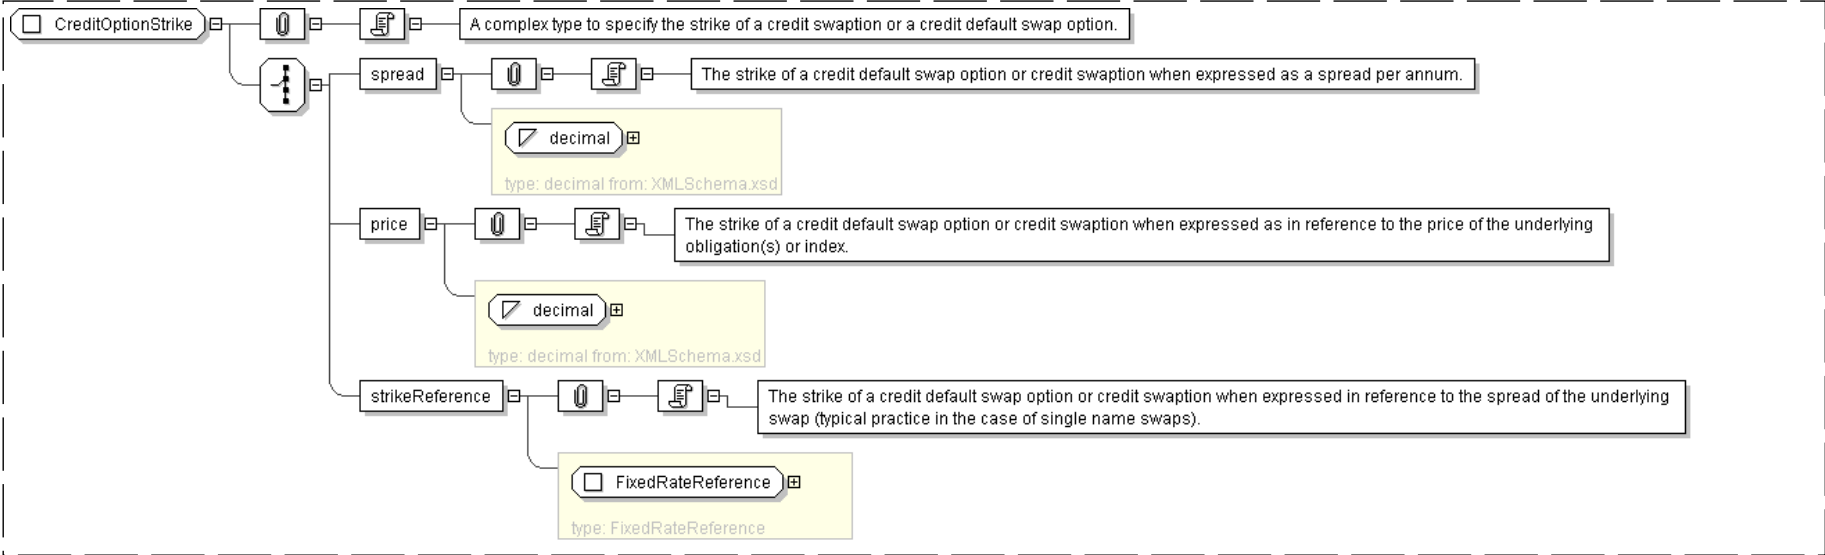 CreditOptionStrike
A complex type to specify the strike of a credit swaption or a credit default swap option.
spread
The strike of a credit default swap option or credit swaption when expressed as a spread per annum.
decimal
type: decimal from: XMLSchema.xsd
price
The strike of a credit default swap option or credit swaption when expressed as in reference to the price of the underlying
obligation(s) or index.
decimal
type: decimal from: XMLSchema.xsd
strikeReference
The strike of a credit default swap option or credit swaption when expressed in reference to the spread of the underlying
swap (typical practice in the case of single name swaps).
FixedRateReference
type: FixedRateReference